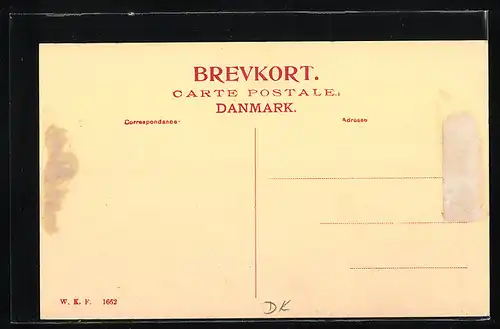 BREVKORT.
CARTE POSTALE.
DANMARK.
Correspondance· Adresse
W. K. F. 1662
DK